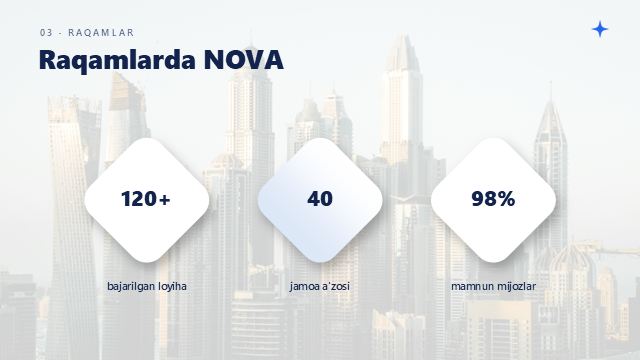 03 - RAQAMLAR
Raqamlarda NOVA
120+
40
98%
bajarilgan loyiha
jamoa a'zosi
mamnun mijozlar